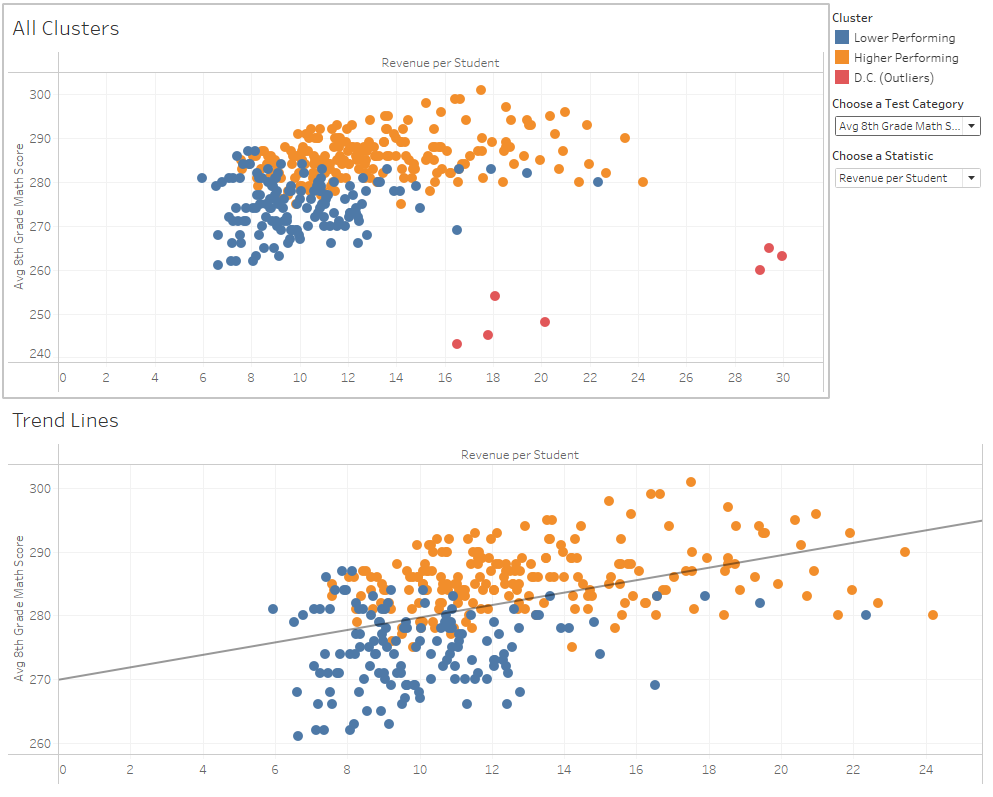 All Clusters
Revenue per Student
Avg 8th Grade Math Score
300
290
280
270
260
250
240
0 2 4 6 8 10 12 14 16 18 20 22 24 26 28 30
Cluster
Lower Performing
Higher Performing
D.C. (Outliers)
Choose a Test Category
Avg 8th Grade Math S...
Choose a Statistic
Revenue per Student
Trend Lines
Revenue per Student
Avg 8th Grade Math Score
300
290
280
270
260
0 2 4 6 8 10 12 14 16 18 20 22 24